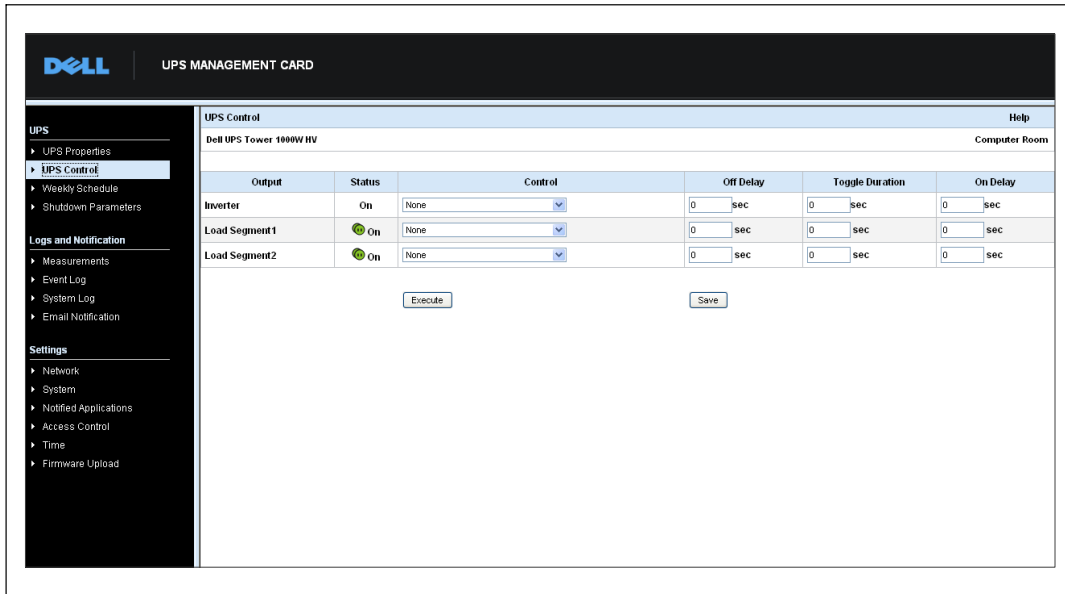 DELL
UPS MANAGEMENT CARD
UPS
UPS Properties
UPS Control
Weekly Schedule
Shutdown Parameters
Logs and Notification
Measurements
Event Log
System Log
Email Notification
Settings
Network
System
Notified Applications
Access Control
Time
Firmware Upload
UPS Control Help
Dell UPS Tower 1000W HV Computer Room
Output Status Control Off Delay Toggle Duration On Delay
Inverter On None 0 sec 0 sec 0 sec
Load Segment1 On None 0 sec 0 sec 0 sec
Load Segment2 On None 0 sec 0 sec 0 sec
Execute Save